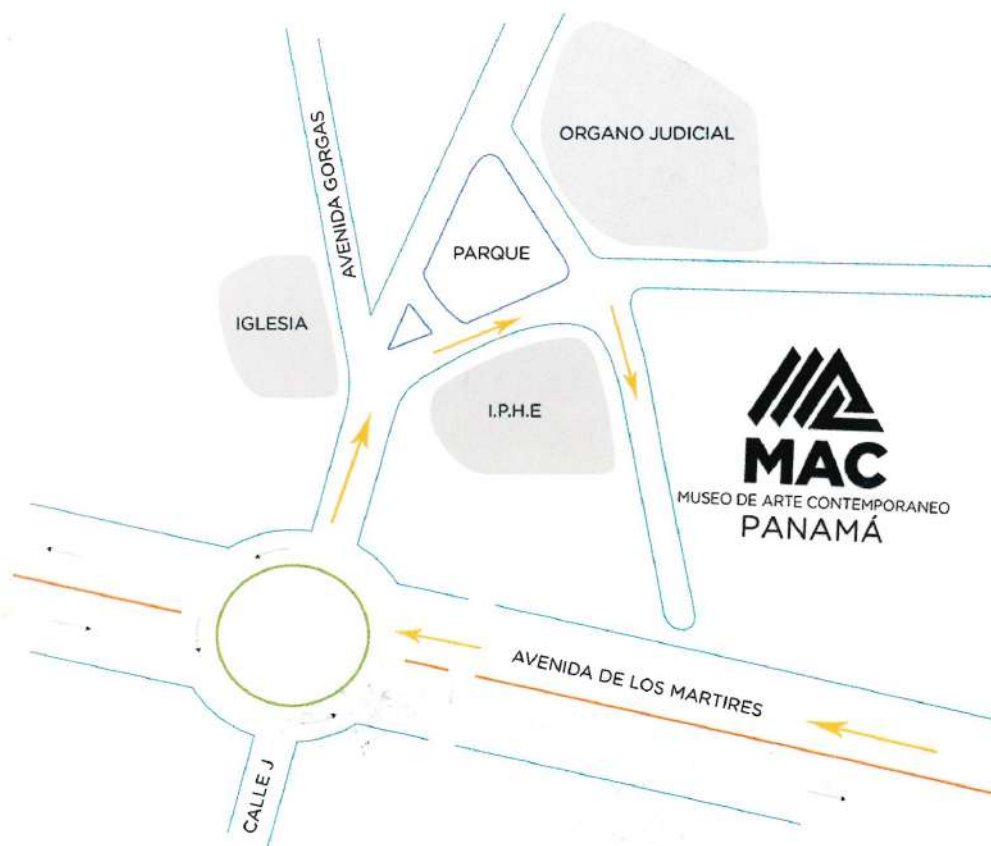 ORGANO JUDICIAL
AVENIDA GORGAS
PARQUE
IGLESIA
I.P.H.E
MAC
MUSEO DE ARTE CONTEMPORANEO
PANAMÁ
AVENIDA DE LOS MARTIRES
CALLE J